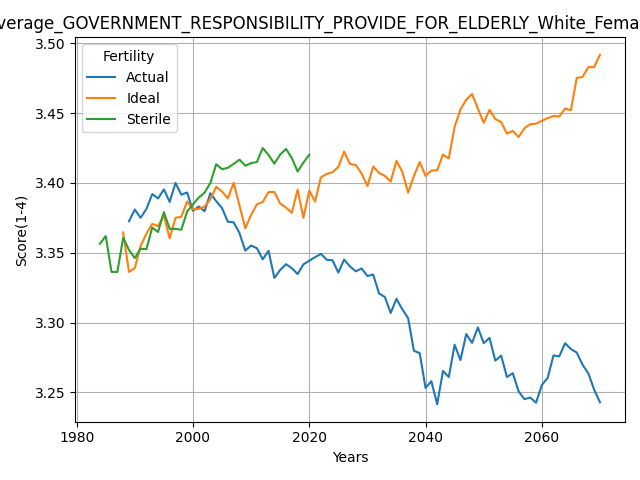 verage_GOVERNMENT_RESPONSIBILITY_PROVIDE_FOR_ELDERLY_White_Fema
3.50
3.45
3.40
3.35
3.30
3.25
Score(1-4)
Fertility
Actual
Ideal
Sterile
1980
2000
2020
2040
2060
Years